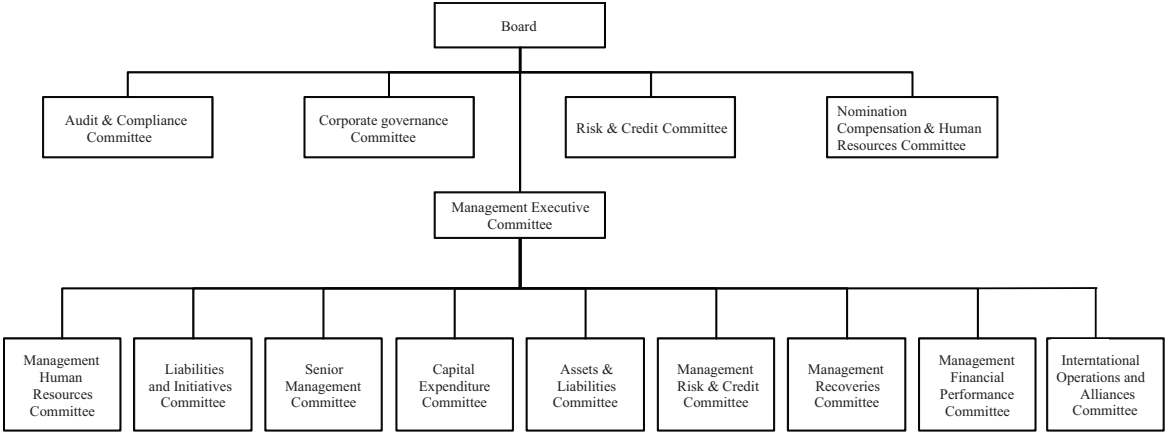 Board
Audit & Compliance
Committee
Corporate governance
Committee
Risk & Credit Committee
Nomination
Compensation & Human
Resources Committee
Management Executive
Committee
Management
Human
Resources
Committee
Liabilities
and Initiatives
Committee
Senior
Management
Committee
Capital
Expenditure
Committee
Assets &
Liabilities
Committee
Management
Risk & Credit
Committee
Management
Recoveries
Committee
Management
Financial
Performance
Committee
Interntational
Operations and
Alliances
Committee